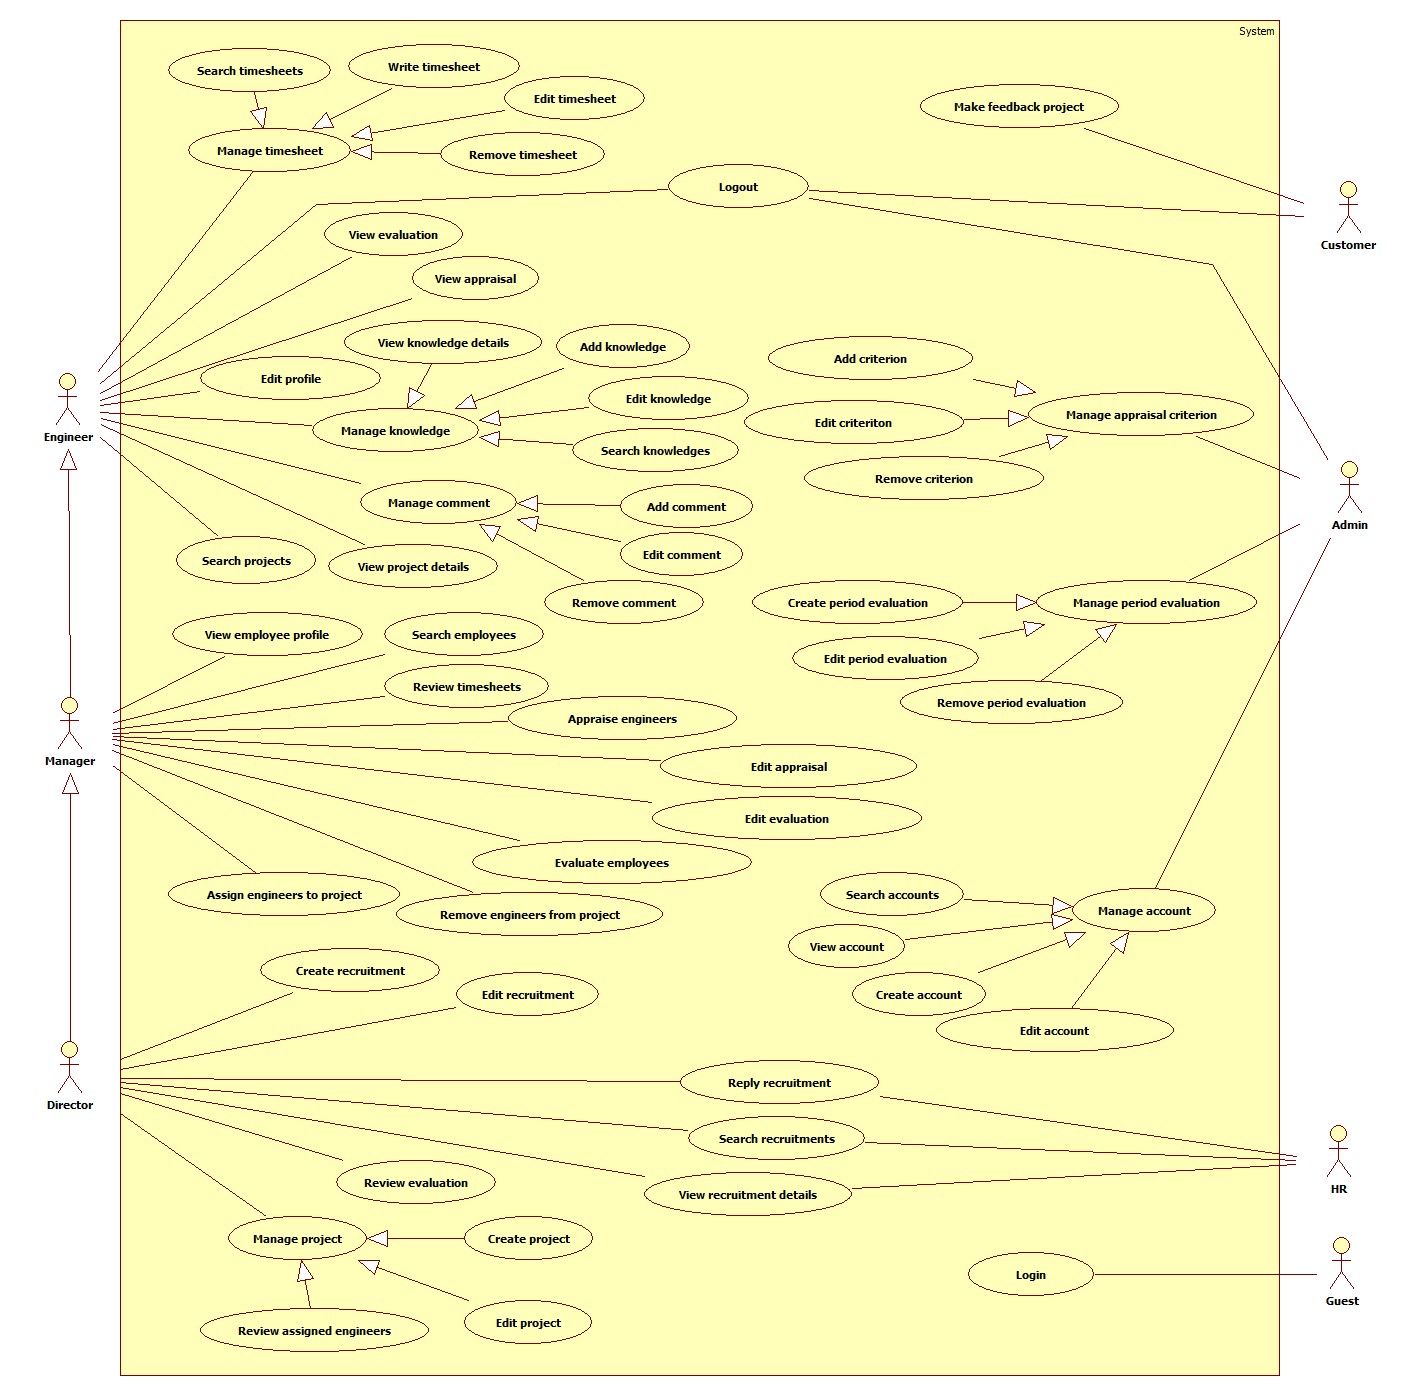 System
Search timesheets
Write timesheet
Edit timesheet
Make feedback project
Manage timesheet
Remove timesheet
Logout
View evaluation
Customer
View appraisal
View knowledge details
Add knowledge
Add criterion
Edit profile
Edit knowledge
Manage appraisal criterion
Edit criteriton
Engineer
Manage knowledge
Search knowledges
Remove criterion
Manage comment
Add comment
Admin
Edit comment
Search projects
View project details
Remove comment
Create period evaluation
Manage period evaluation
View employee profile
Search employees
Edit period evaluation
Review timesheets
Remove period evaluation
Appraise engineers
Manager
Edit appraisal
Edit evaluation
Evaluate employees
Assign engineers to project
Search accounts
Remove engineers from project
Manage account
View account
Create recruitment
Edit recruitment
Create account
Edit account
Reply recruitment
Director
Search recruitments
Review evaluation
View recruitment details
HR
Manage project
Create project
Login
Guest
Edit project
Review assigned engineers